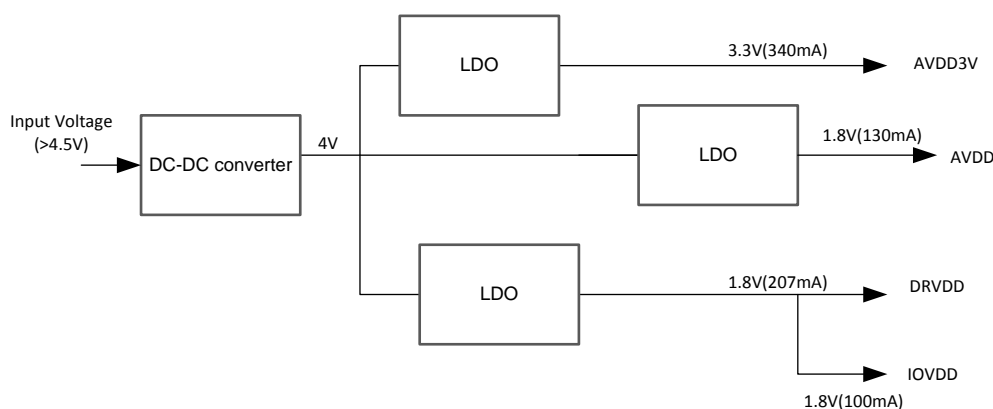 LDO
3.3V(340mA)
AVDD3V
Input Voltage
(>4.5V)
DC-DC converter
4V
LDO
1.8V(130mA)
AVDD
LDO
1.8V(207mA)
DRVDD
IOVDD
1.8V(100mA)